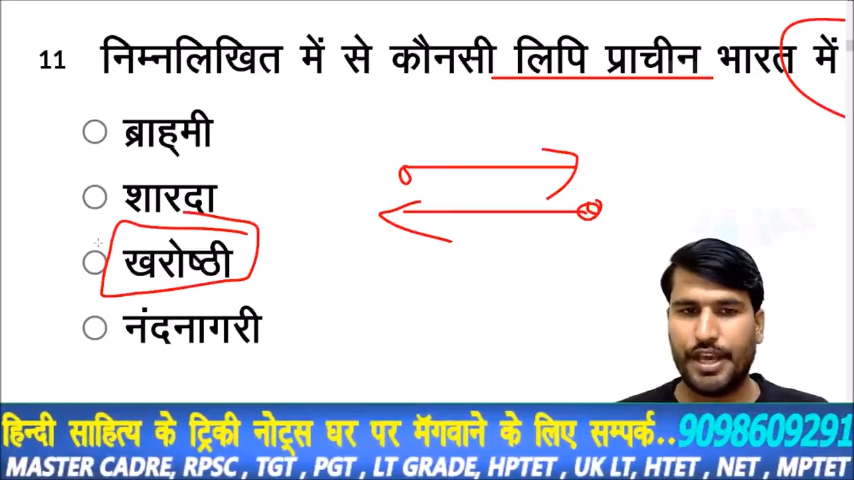 11 निम्नलिखित में से कौनसी लिपि प्राचीन भारत में
ब्राह्मी
शारदा
खरोष्ठी
नंदनागरी
हिन्दी साहित्य के ट्रिकी नोट्स घर पर मॅगवाने के लिए सम्पर्क..9098609291
MASTER CADRE, RPSC , TGT , PGT , LT GRADE, HPTET , UK LT, HTET , NET , MPTET